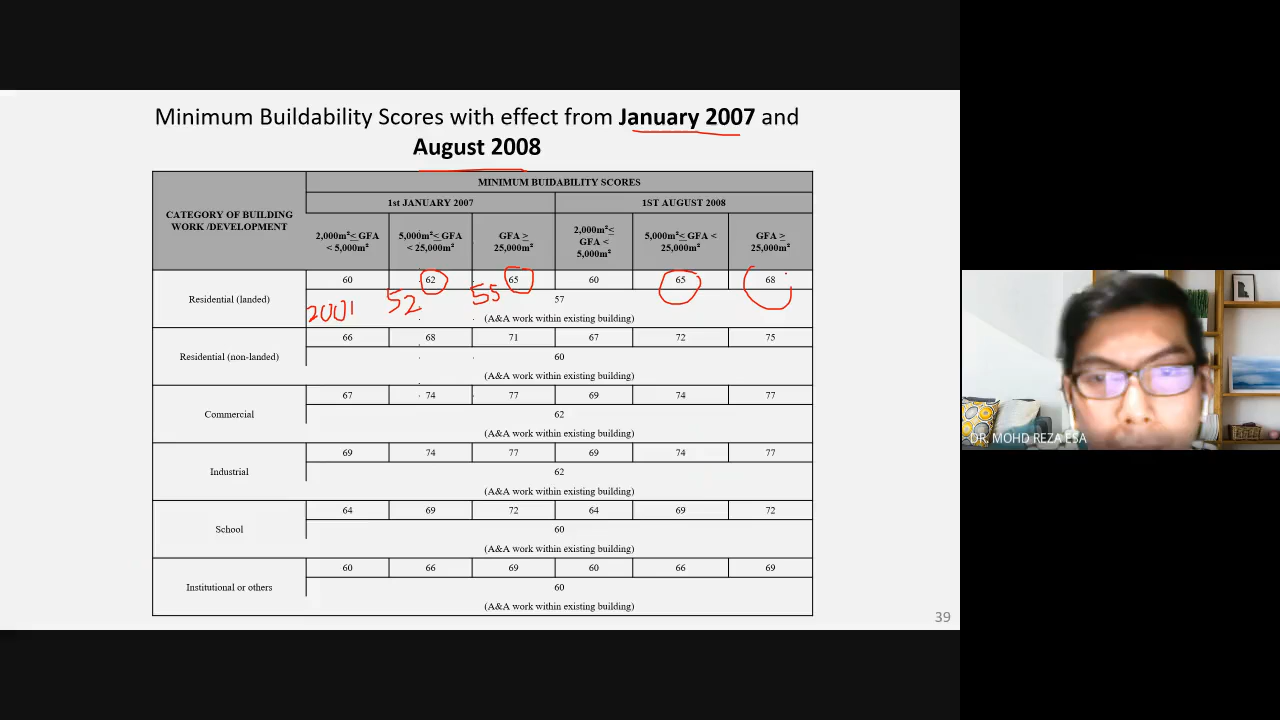 Minimum Buildability Scores with effect from January 2007 and
August 2008
CATEGORY OF BUILDING
WORK /DEVELOPMENT
MINIMUM BUIDABILITY SCORES
1st JANUARY 2007
1ST AUGUST 2008
2,000m²≤ GFA
< 5,000m²
5,000m²≤ GFA
< 25,000m²
GFA ≥
25,000m²
2,000m²≤
GFA <
5,000m²
5,000m²≤ GFA <
25,000m²
GFA ≥
25,000m²
Residential (landed)
60 62 65 60 65 68
2001 52 55
57
(A&A work within existing building)
Residential (non-landed)
66 68 71 67 72 75
60
(A&A work within existing building)
Commercial
67 74 77 69 74 77
62
(A&A work within existing building)
Industrial
69 74 77 69 74 77
62
(A&A work within existing building)
School
64 69 72 64 69 72
60
(A&A work within existing building)
Institutional or others
60 66 69 60 66 69
60
(A&A work within existing building)
39
DR. MOHD REZA ESA